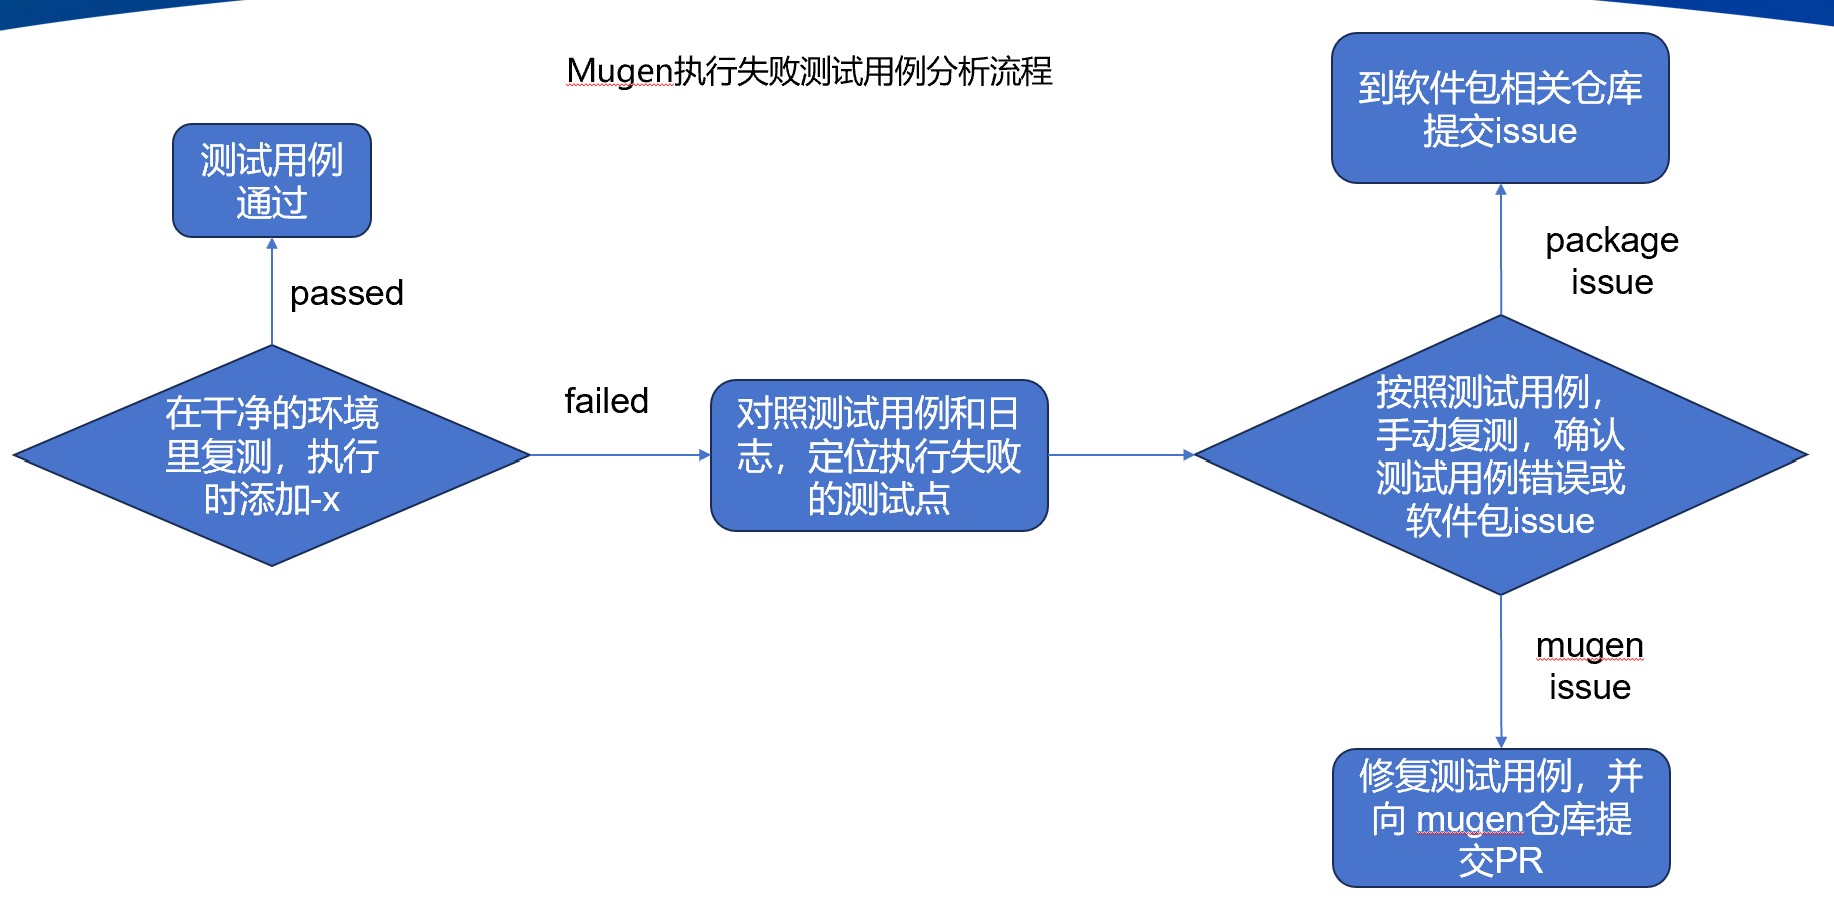 Mugen执行失败测试用例分析流程
测试用例
通过
passed
在干净的环境
里复测，执行
时添加-x
failed
对照测试用例和日
志，定位执行失败
的测试点
按照测试用例，
手动复测，确认
测试用例错误或
软件包issue
package
issue
到软件包相关仓库
提交issue
mugen
issue
修复测试用例，并
向 mugen仓库提
交PR